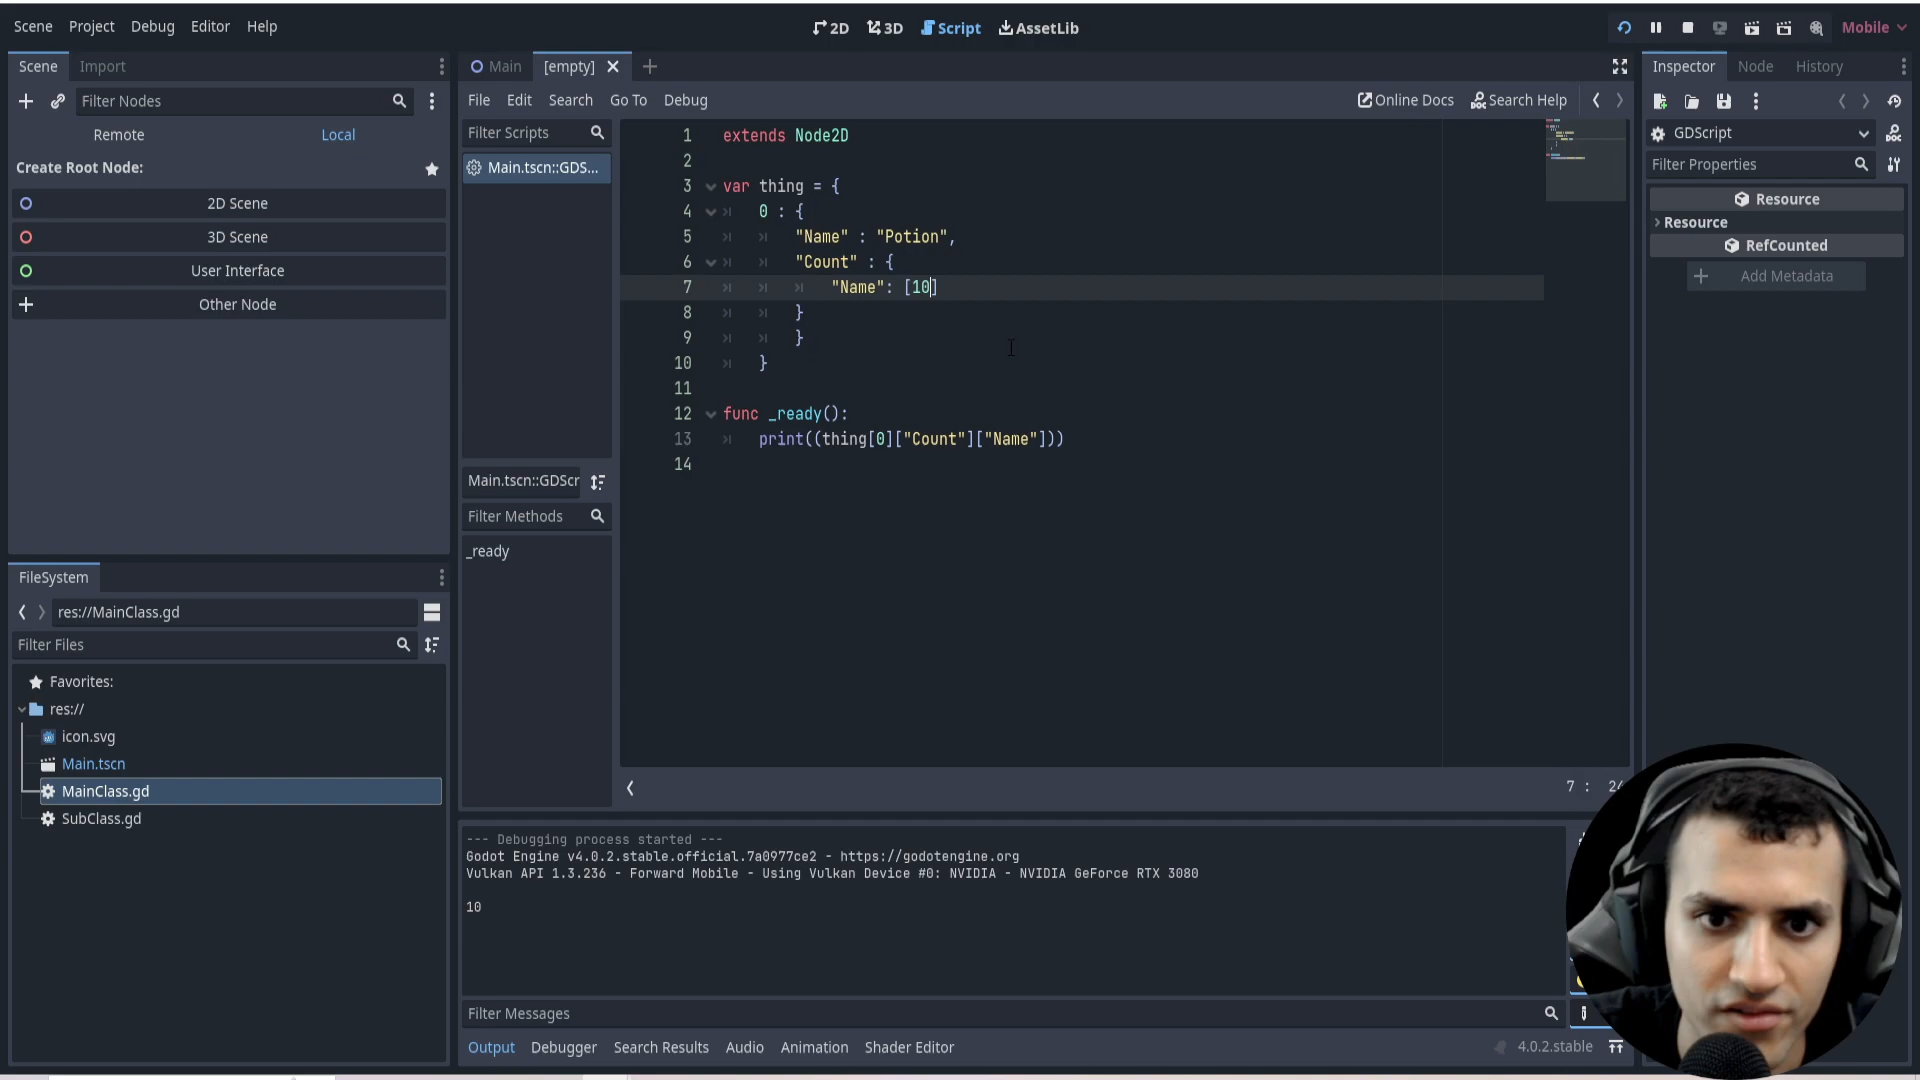 Scene Project Debug Editor Help
2D 3D Script AssetLib
Mobile
Scene Import
Filter Nodes
Remote Local
Create Root Node:
2D Scene
3D Scene
User Interface
Other Node
FileSystem
res://MainClass.gd
Filter Files
Favorites:
res://
icon.svg
Main.tscn
MainClass.gd
SubClass.gd
Main [empty]
File Edit Search Go To Debug
Online Docs Search Help
Filter Scripts
Main.tscn::GDS...
Main.tscn::GDScr
Filter Methods
_ready
1 extends Node2D
2
3 var thing = {
4 0 : {
5 "Name" : "Potion",
6 "Count" : {
7 "Name": [10]
8 }
9 }
10 }
11
12 func _ready():
13 print((thing[0]["Count"]["Name"]))
14
7 :
--- Debugging process started ---
Godot Engine v4.0.2.stable.official.7a0977ce2 - https://godotengine.org
Vulkan API 1.3.236 - Forward Mobile - Using Vulkan Device #0: NVIDIA - NVIDIA GeForce RTX 3080
10
Filter Messages
Output Debugger Search Results Audio Animation Shader Editor
4.0.2.stable
Inspector Node History
GDScript
Filter Properties
Resource
Resource
RefCounted
Add Metadata